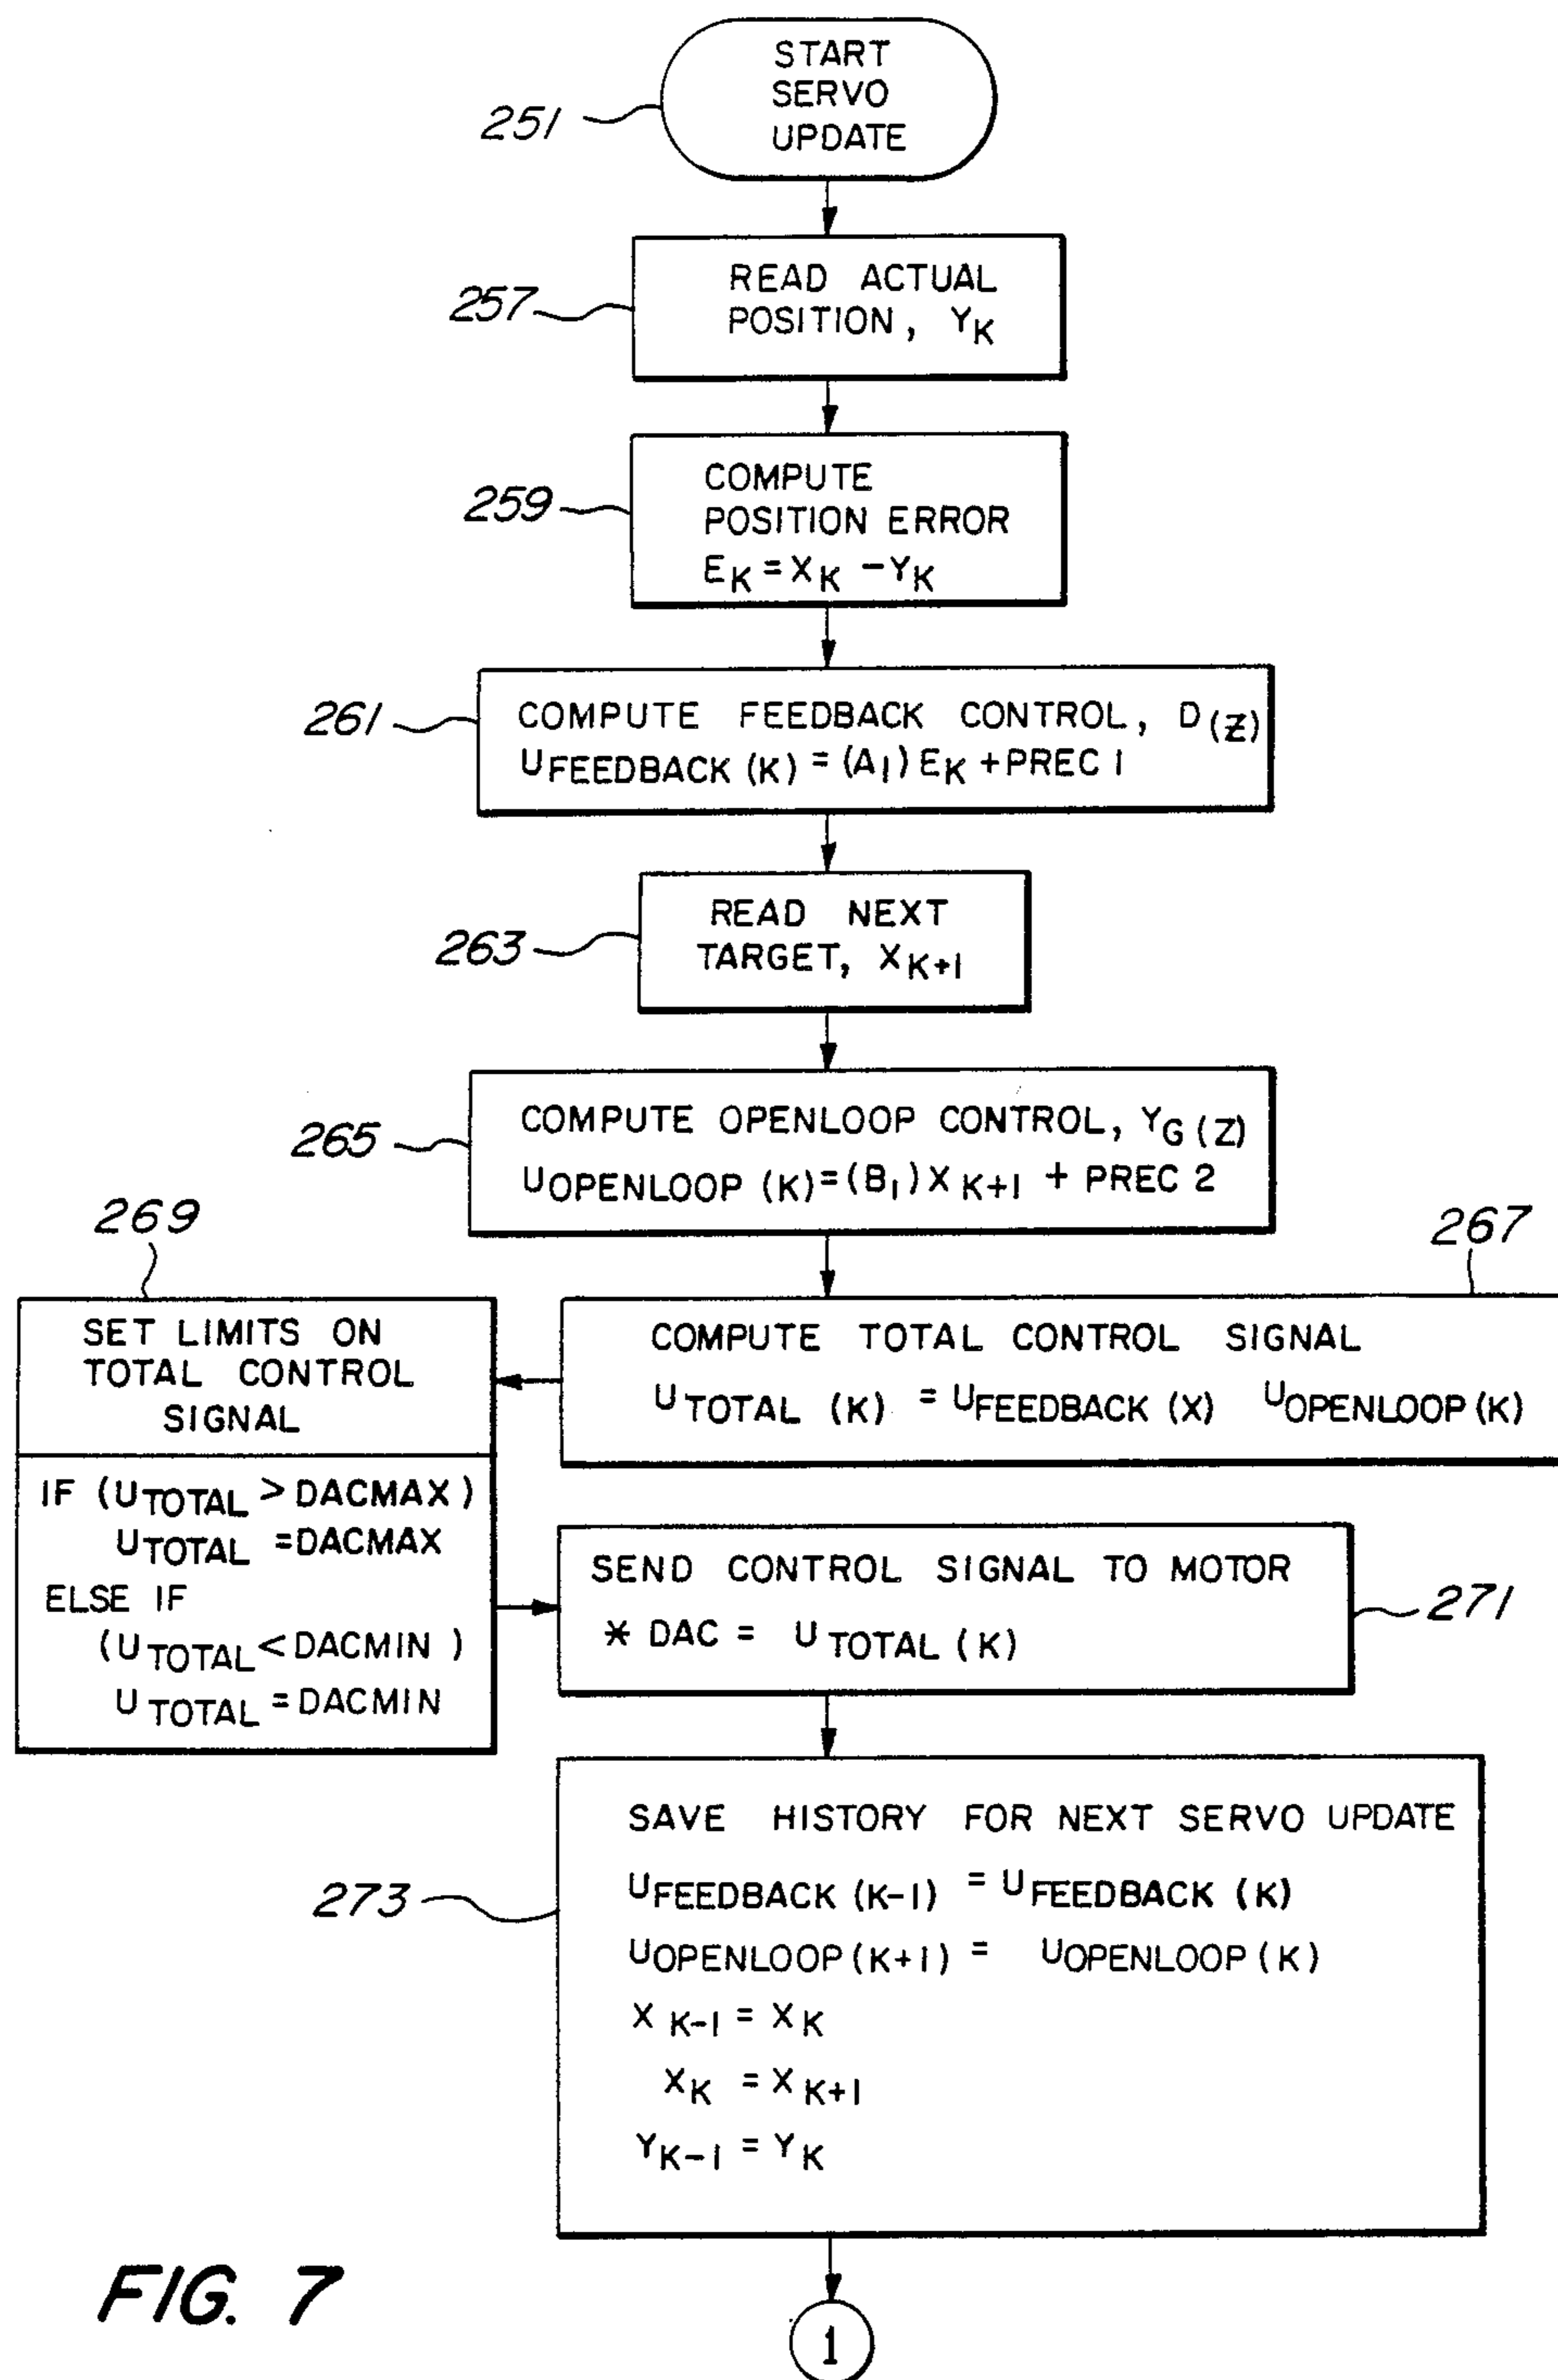 START
SERVO
UPDATE
251
READ ACTUAL
POSITION, YK
257
COMPUTE
POSITION ERROR
EK = XK - YK
259
261
COMPUTE FEEDBACK CONTROL, D(Z)
UFEEDBACK (K) = (A1) EK + PREC 1
READ NEXT
TARGET, XK+1
263
COMPUTE OPENLOOP CONTROL, YG(Z)
UOPENLOOP (K) = (B1) XK+1 + PREC 2
265
267
COMPUTE TOTAL CONTROL SIGNAL
UTOTAL (K) = UFEEDBACK (X) UOPENLOOP (K)
269
SET LIMITS ON
TOTAL CONTROL
SIGNAL
IF (UTOTAL > DACMAX)
UTOTAL = DACMAX
ELSE IF
(UTOTAL < DACMIN)
UTOTAL = DACMIN
SEND CONTROL SIGNAL TO MOTOR
* DAC = UTOTAL (K)
271
SAVE HISTORY FOR NEXT SERVO UPDATE
UFEEDBACK (K-1) = UFEEDBACK (K)
UOPENLOOP (K+1) = UOPENLOOP (K)
XK-1 = XK
XK = XK+1
YK-1 = YK
273
1
FIG. 7